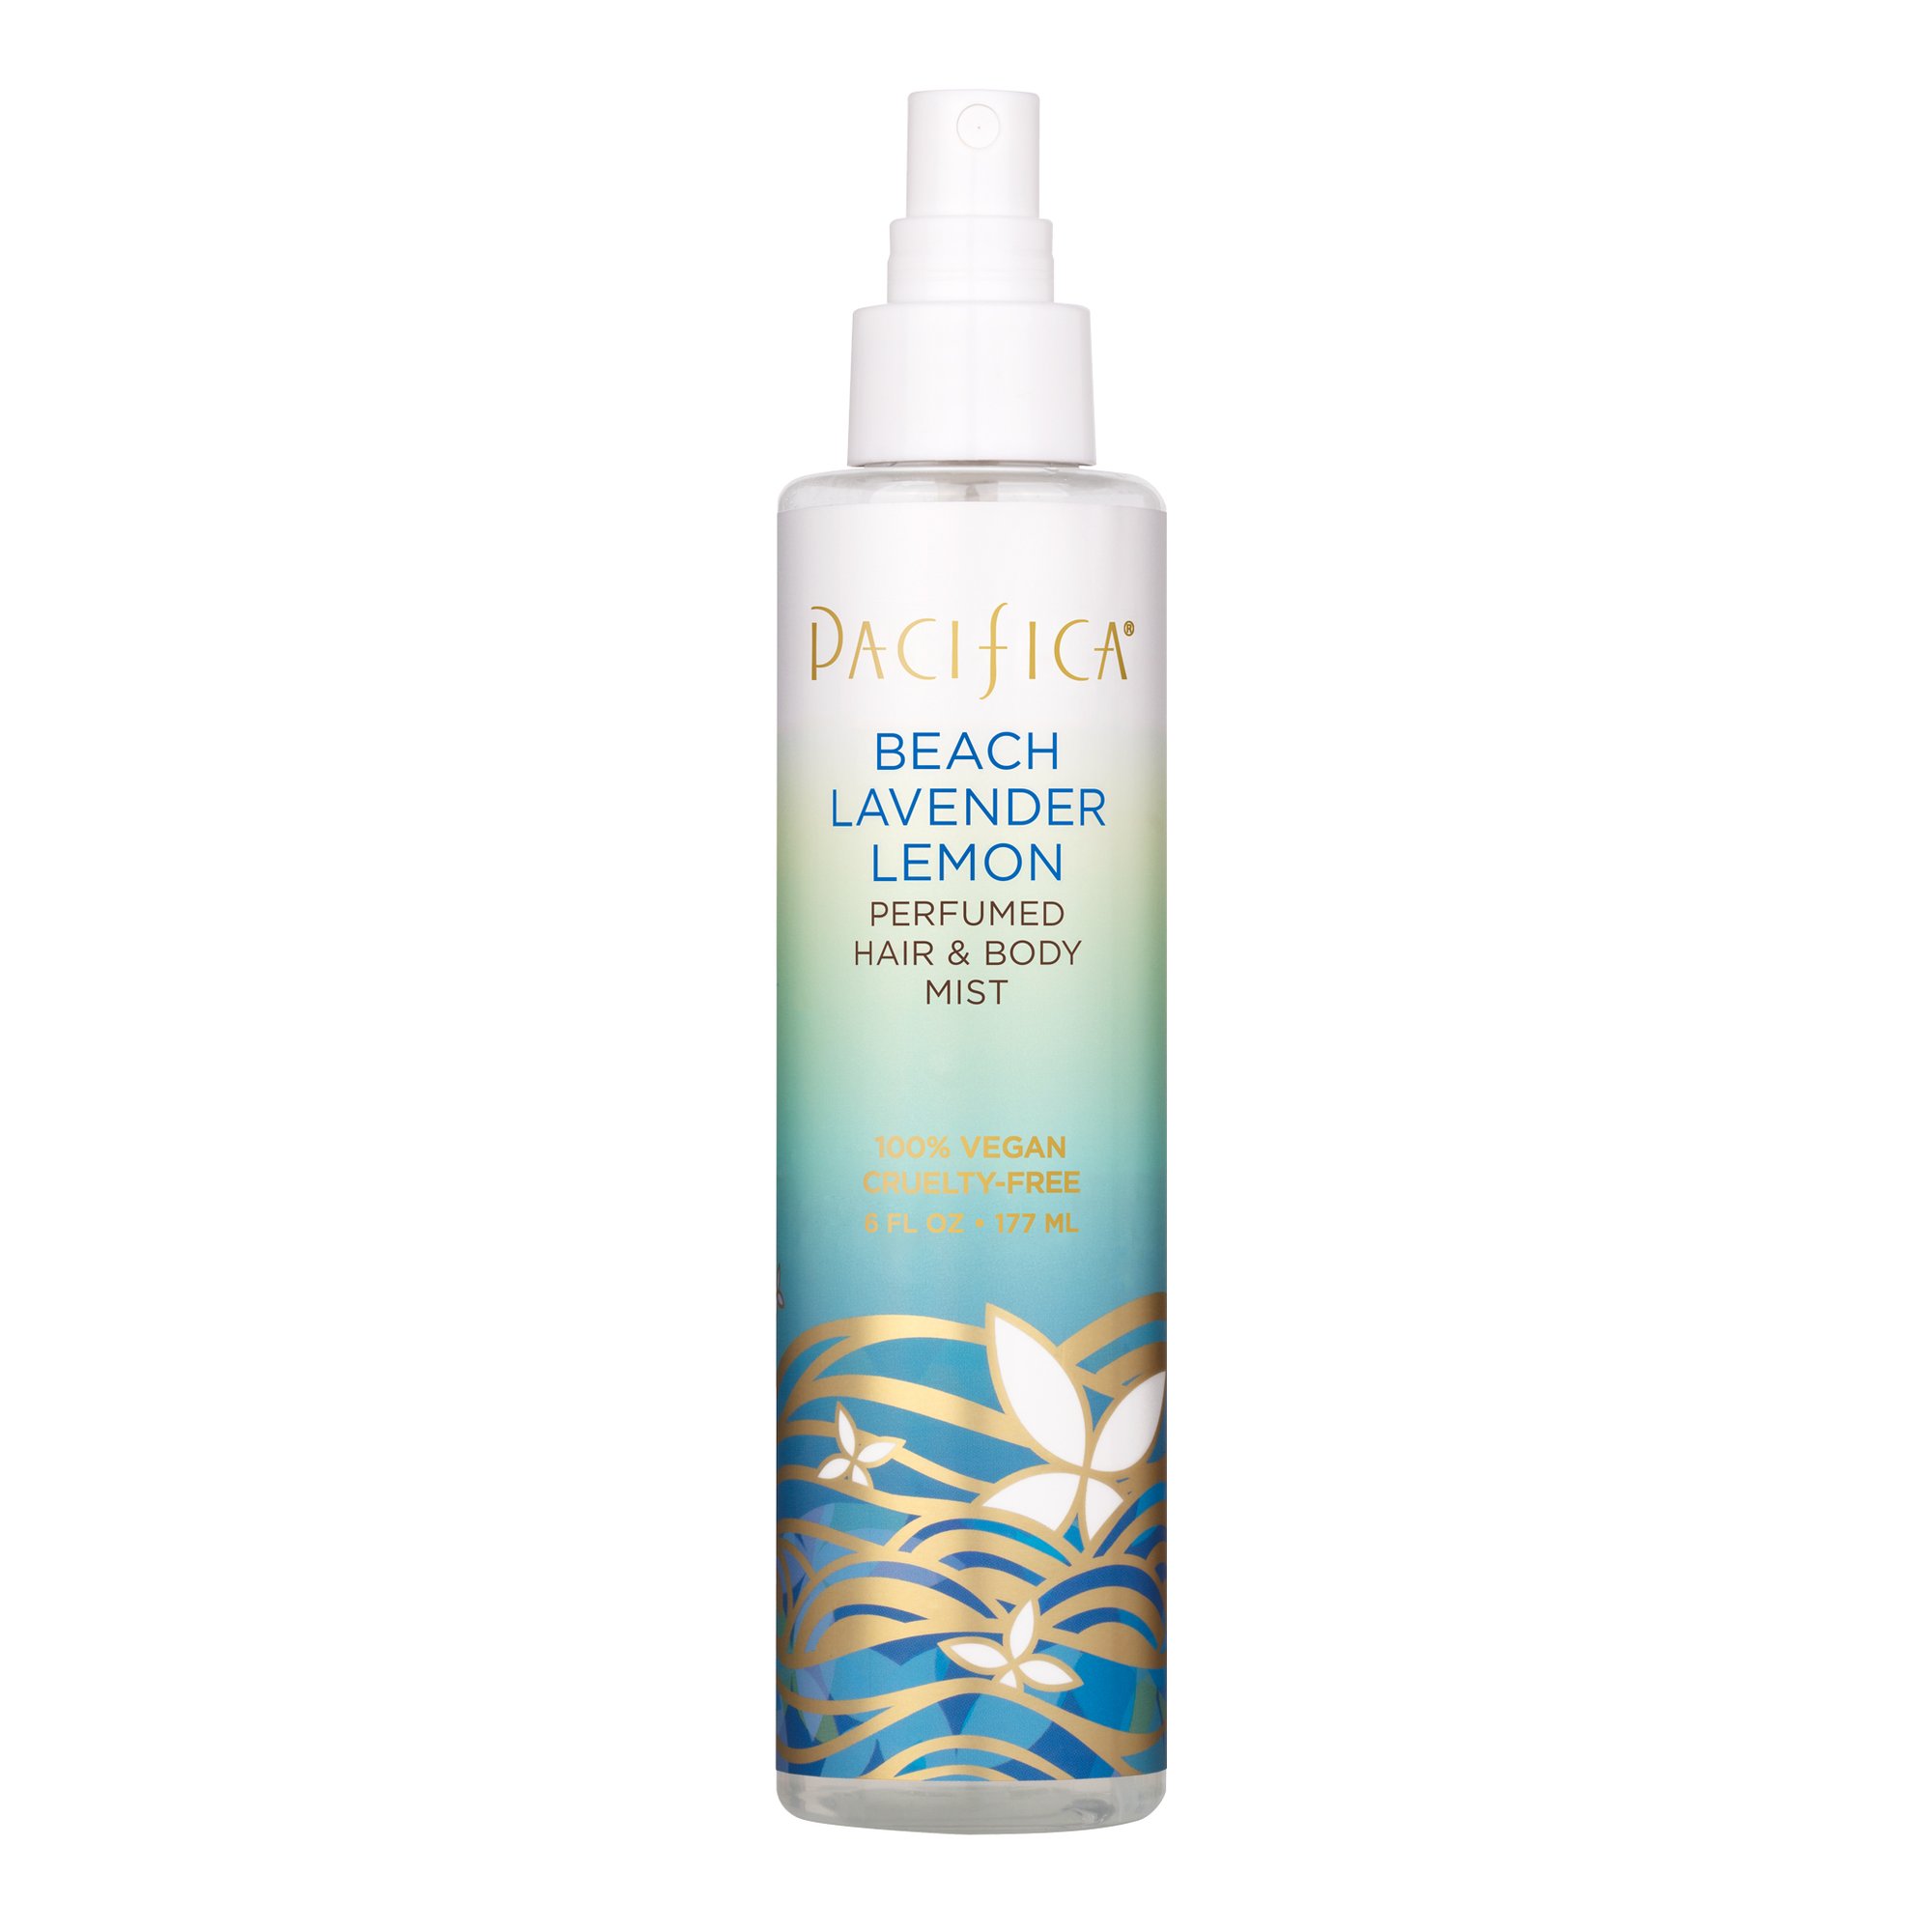 PACIFICA®
BEACH
LAVENDER
LEMON
PERFUMED
HAIR & BODY
MIST
100% VEGAN
CRUELTY-FREE
6 FL OZ • 177 ML